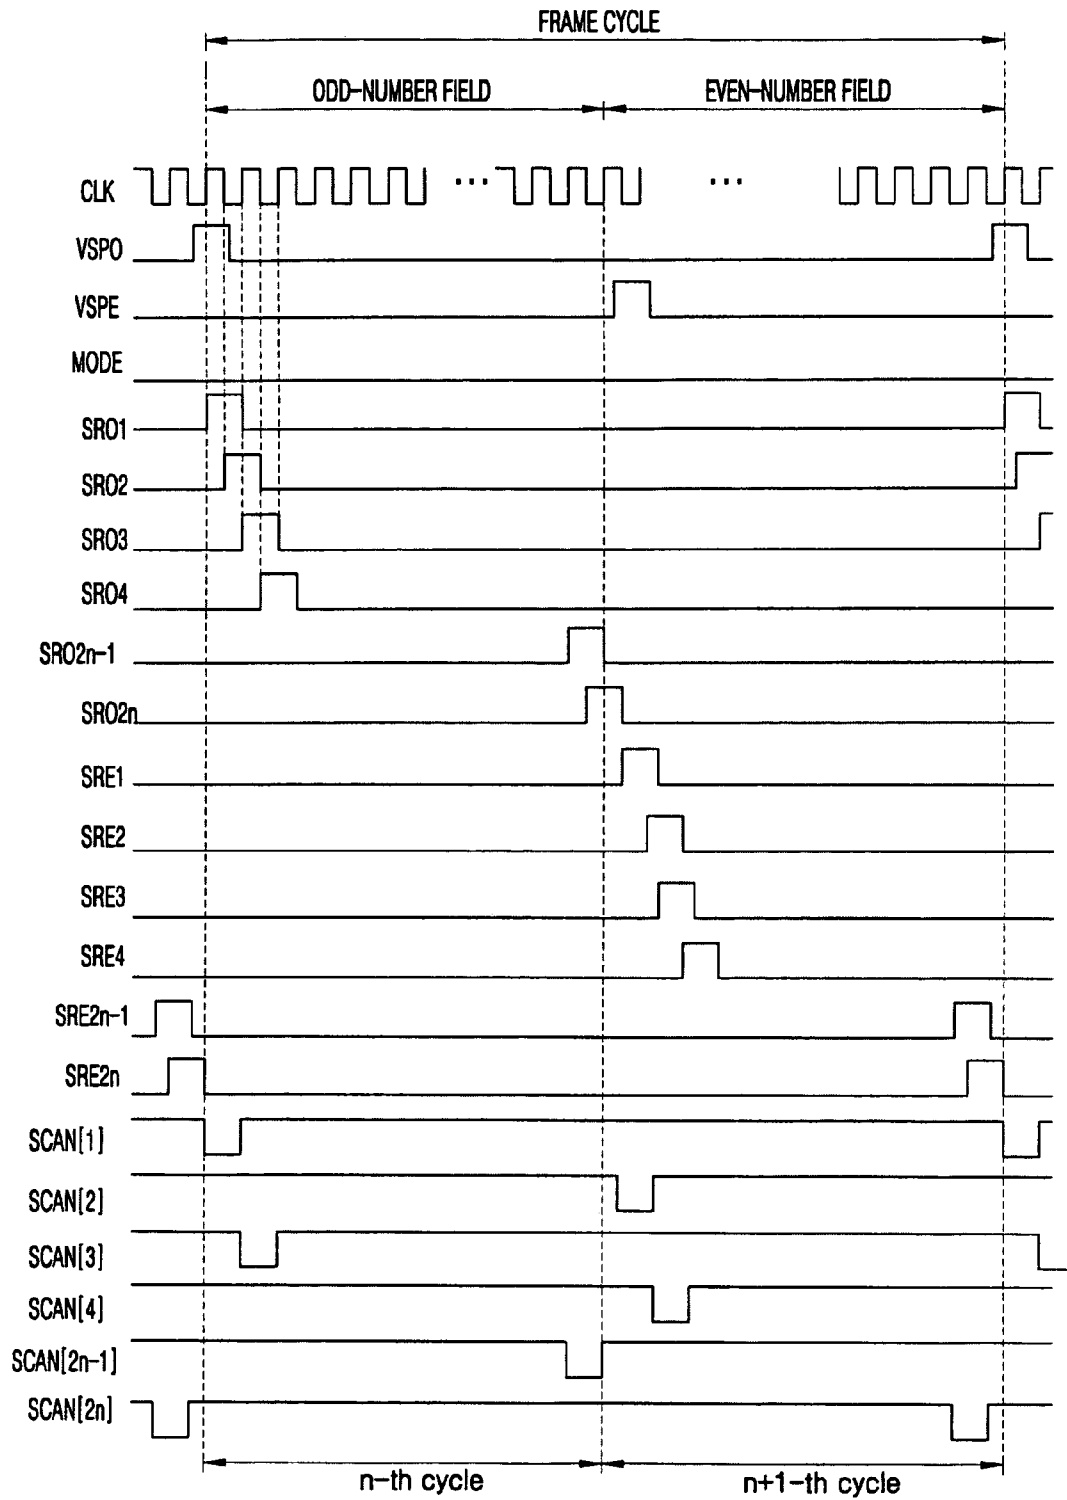 FRAME CYCLE
ODD-NUMBER FIELD
EVEN-NUMBER FIELD
CLK
...
...
VSPO
VSPE
MODE
SRO1
SRO2
SRO3
SRO4
SRO2n-1
SRO2n
SRE1
SRE2
SRE3
SRE4
SRE2n-1
SRE2n
SCAN[1]
SCAN[2]
SCAN[3]
SCAN[4]
SCAN[2n-1]
SCAN[2n]
n-th cycle
n+1-th cycle